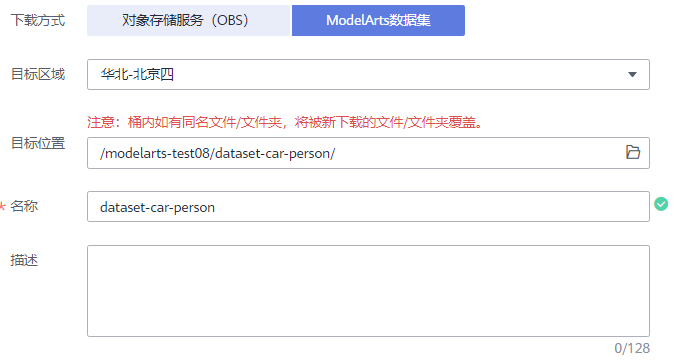 下载方式 对象存储服务（OBS） ModelArts数据集
目标区域 华北-北京四
注意：桶内如有同名文件/文件夹，将被新下载的文件/文件夹覆盖。
目标位置 /modelarts-test08/dataset-car-person/
* 名称 dataset-car-person
描述
0/128